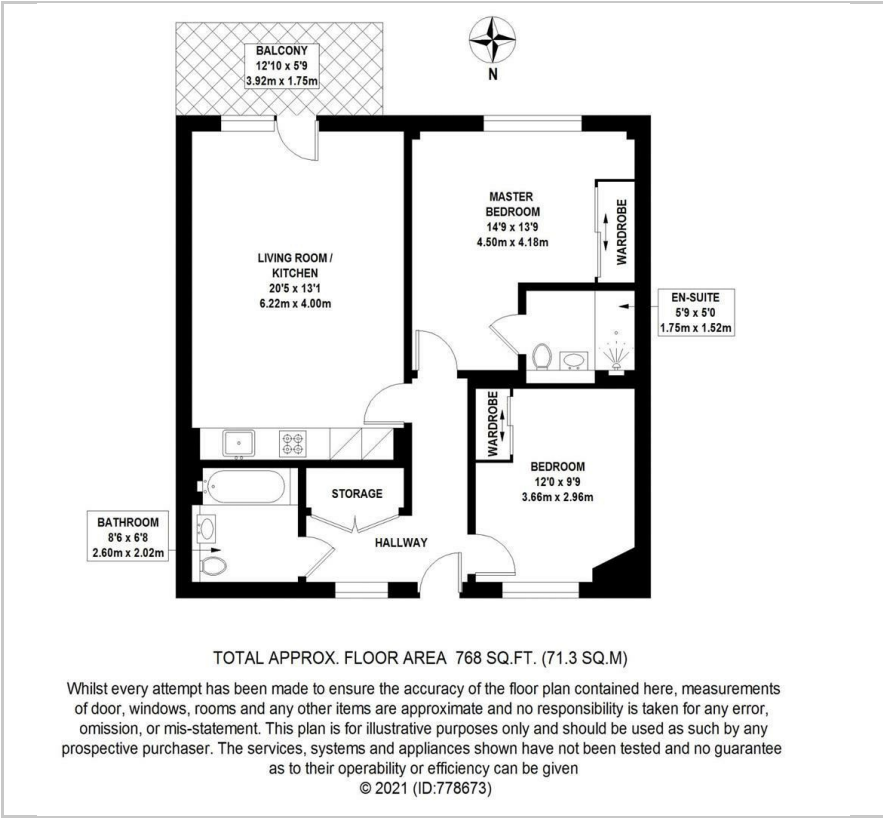 BALCONY
12'10 x 5'9
3.92m x 1.75m
N
MASTER
BEDROOM
14'9 x 13'9
4.50m x 4.18m
WARDROBE
LIVING ROOM /
KITCHEN
20'5 x 13'1
6.22m x 4.00m
EN-SUITE
5'9 x 5'0
1.75m x 1.52m
WARDROBE
BEDROOM
12'0 x 9'9
3.66m x 2.96m
STORAGE
BATHROOM
8'6 x 6'8
2.60m x 2.02m
HALLWAY
TOTAL APPROX. FLOOR AREA 768 SQ.FT. (71.3 SQ.M)
Whilst every attempt has been made to ensure the accuracy of the floor plan contained here, measurements
of door, windows, rooms and any other items are approximate and no responsibility is taken for any error,
omission, or mis-statement. This plan is for illustrative purposes only and should be used as such by any
prospective purchaser. The services, systems and appliances shown have not been tested and no guarantee
as to their operability or efficiency can be given
© 2021 (ID:778673)